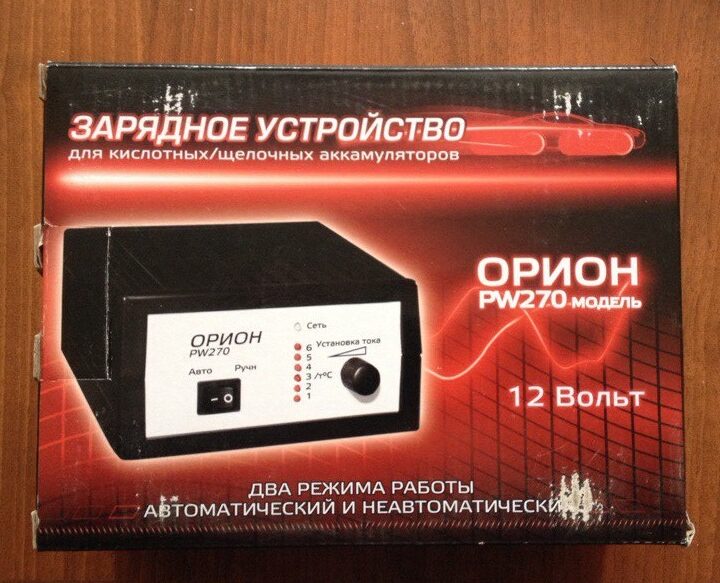 ЗАРЯДНОЕ УСТРОЙСТВО
для кислотных/щелочных аккамуляторов
ОРИОН
PW270 модель
12 Вольт
ОРИОН
PW270
Сеть
Установка тока
Авто Ручн
6
5
4
3 /т°С
2
1
ДВА РЕЖИМА РАБОТЫ
АВТОМАТИЧЕСКИЙ И НЕАВТОМАТИЧЕСКИЙ